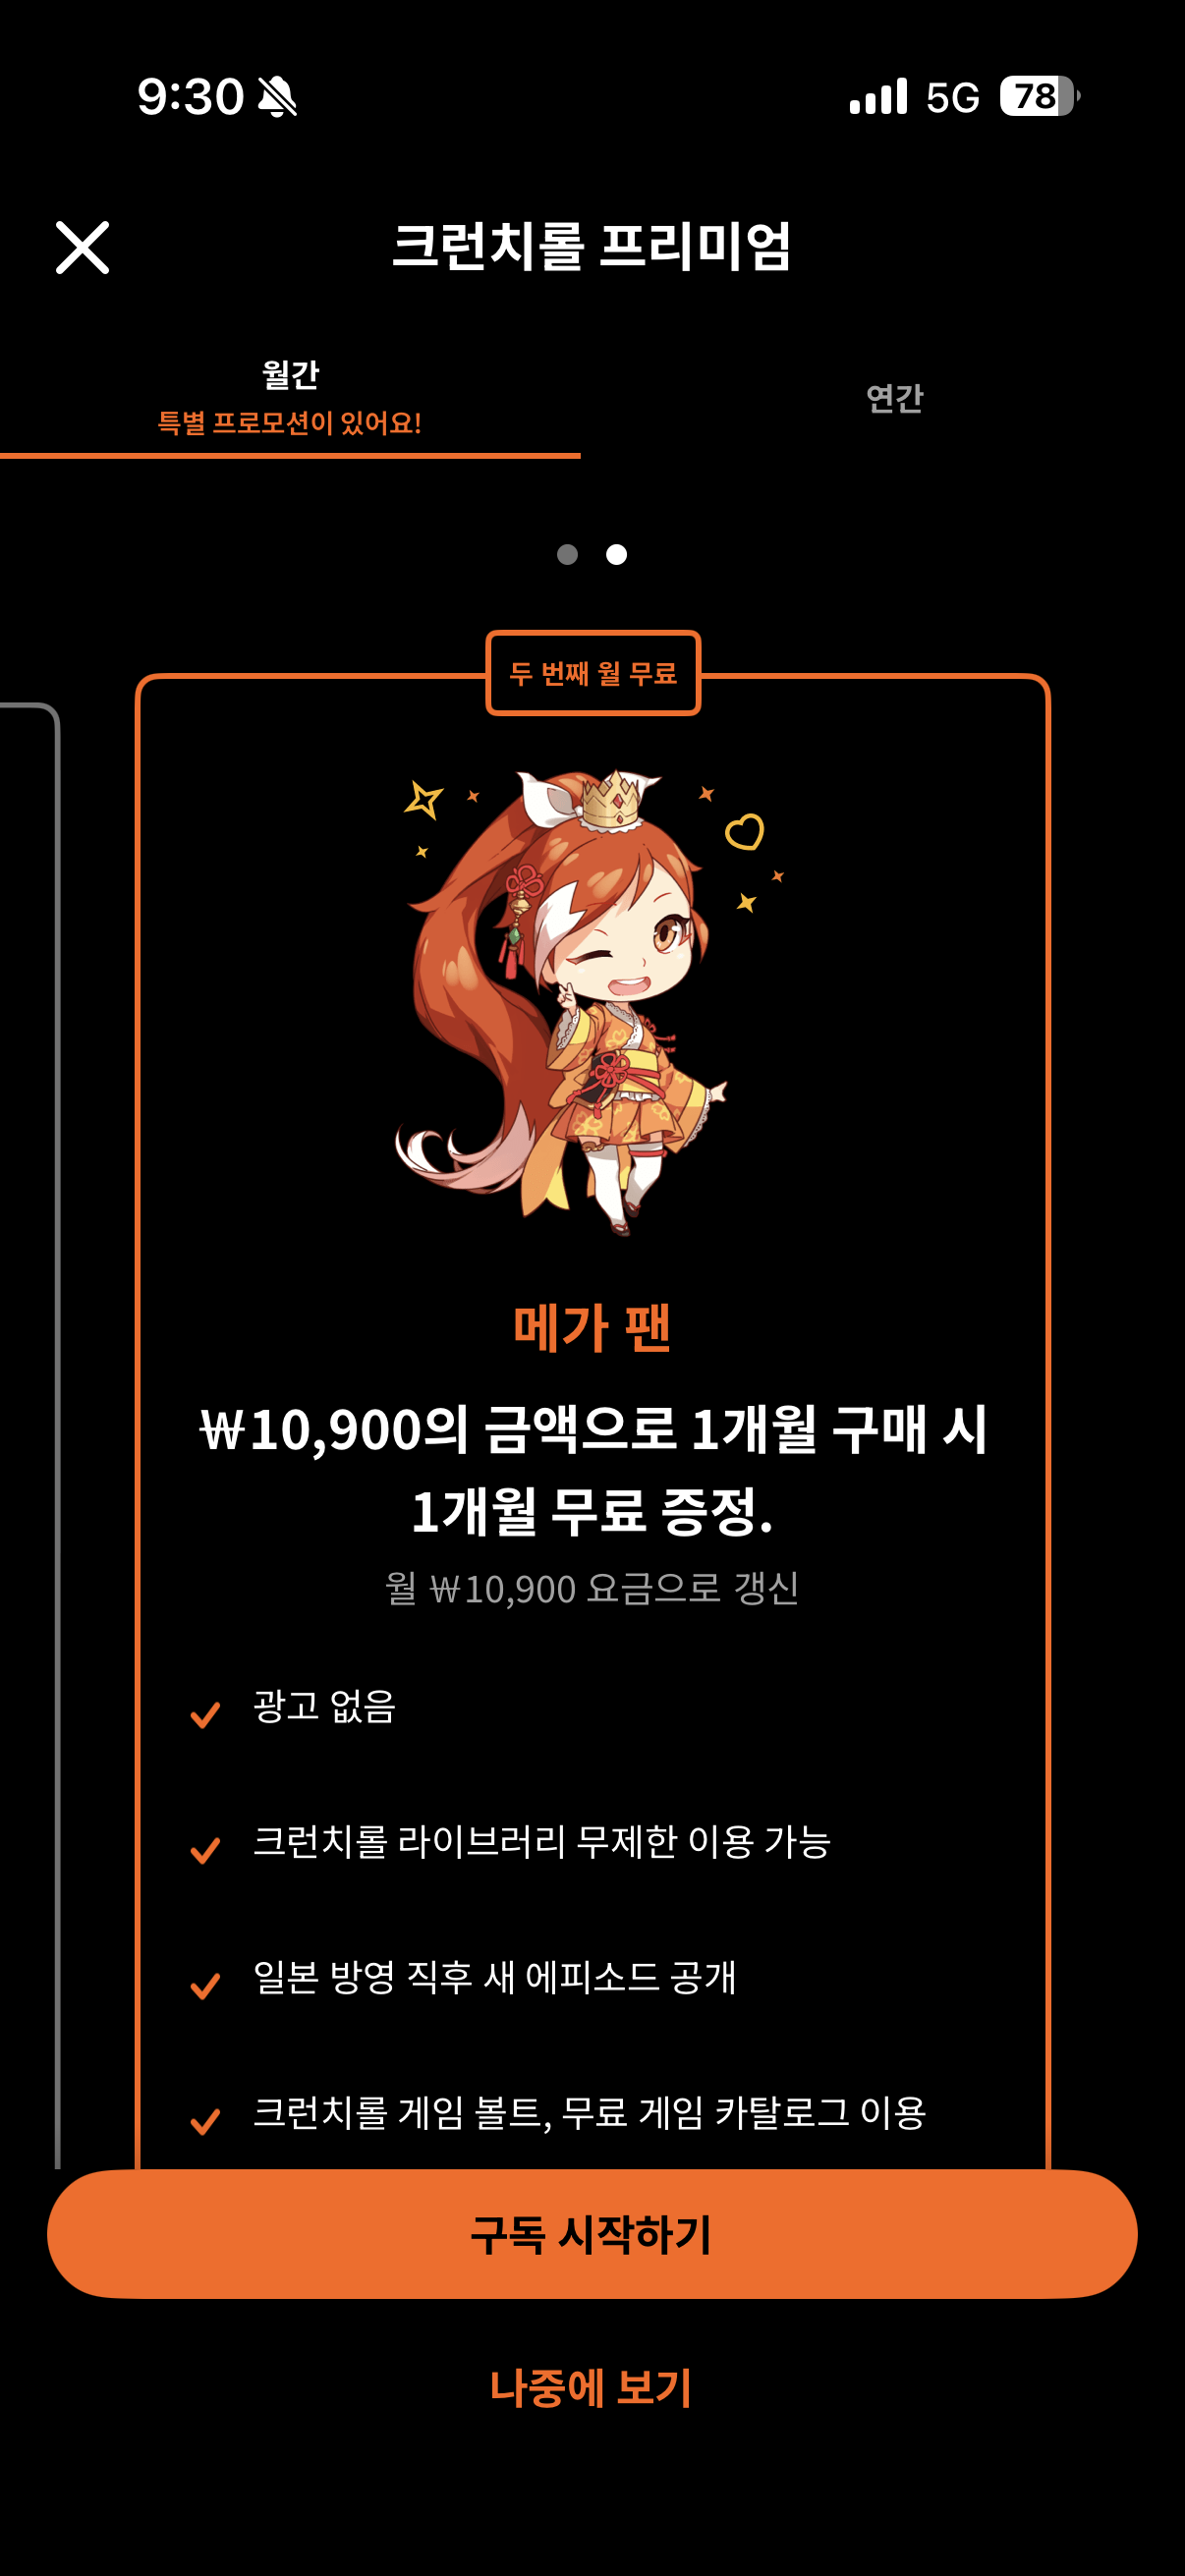 9:30
5G
78
크런치롤 프리미엄
월간
특별 프로모션이 있어요!
연간
두 번째 월 무료
메가 팬
₩10,900의 금액으로 1개월 구매 시
1개월 무료 증정.
월 ₩10,900 요금으로 갱신
광고 없음
크런치롤 라이브러리 무제한 이용 가능
일본 방영 직후 새 에피소드 공개
크런치롤 게임 볼트, 무료 게임 카탈로그 이용
구독 시작하기
나중에 보기